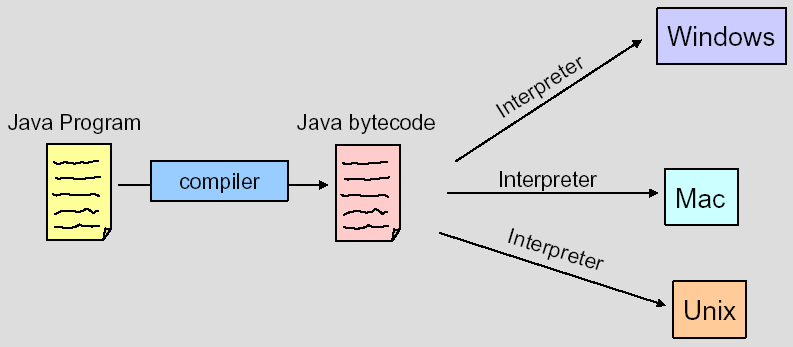 Java Program
compiler
Java bytecode
Interpreter
Windows
Interpreter
Mac
Interpreter
Unix